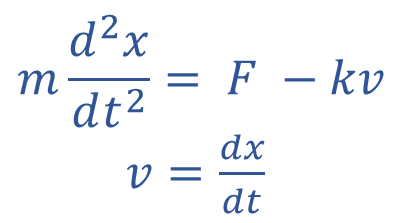 m d²x/dt² = F − kv
v = dx/dt